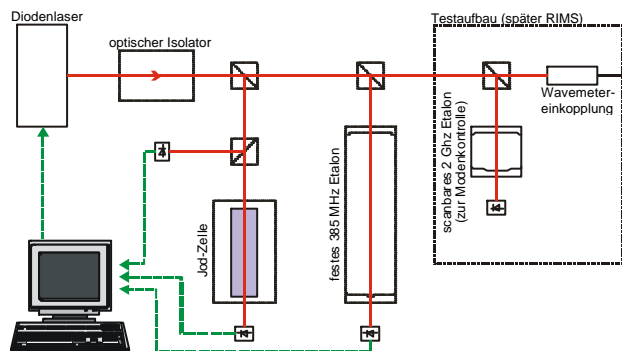 Diodenlaser
optischer Isolator
Testaufbau (später RIMS)
Wavemeter-
einkopplung
scanbares 2 Ghz Etalon
(zur Modenkontrolle)
festes 385 MHz Etalon
Jod-Zelle